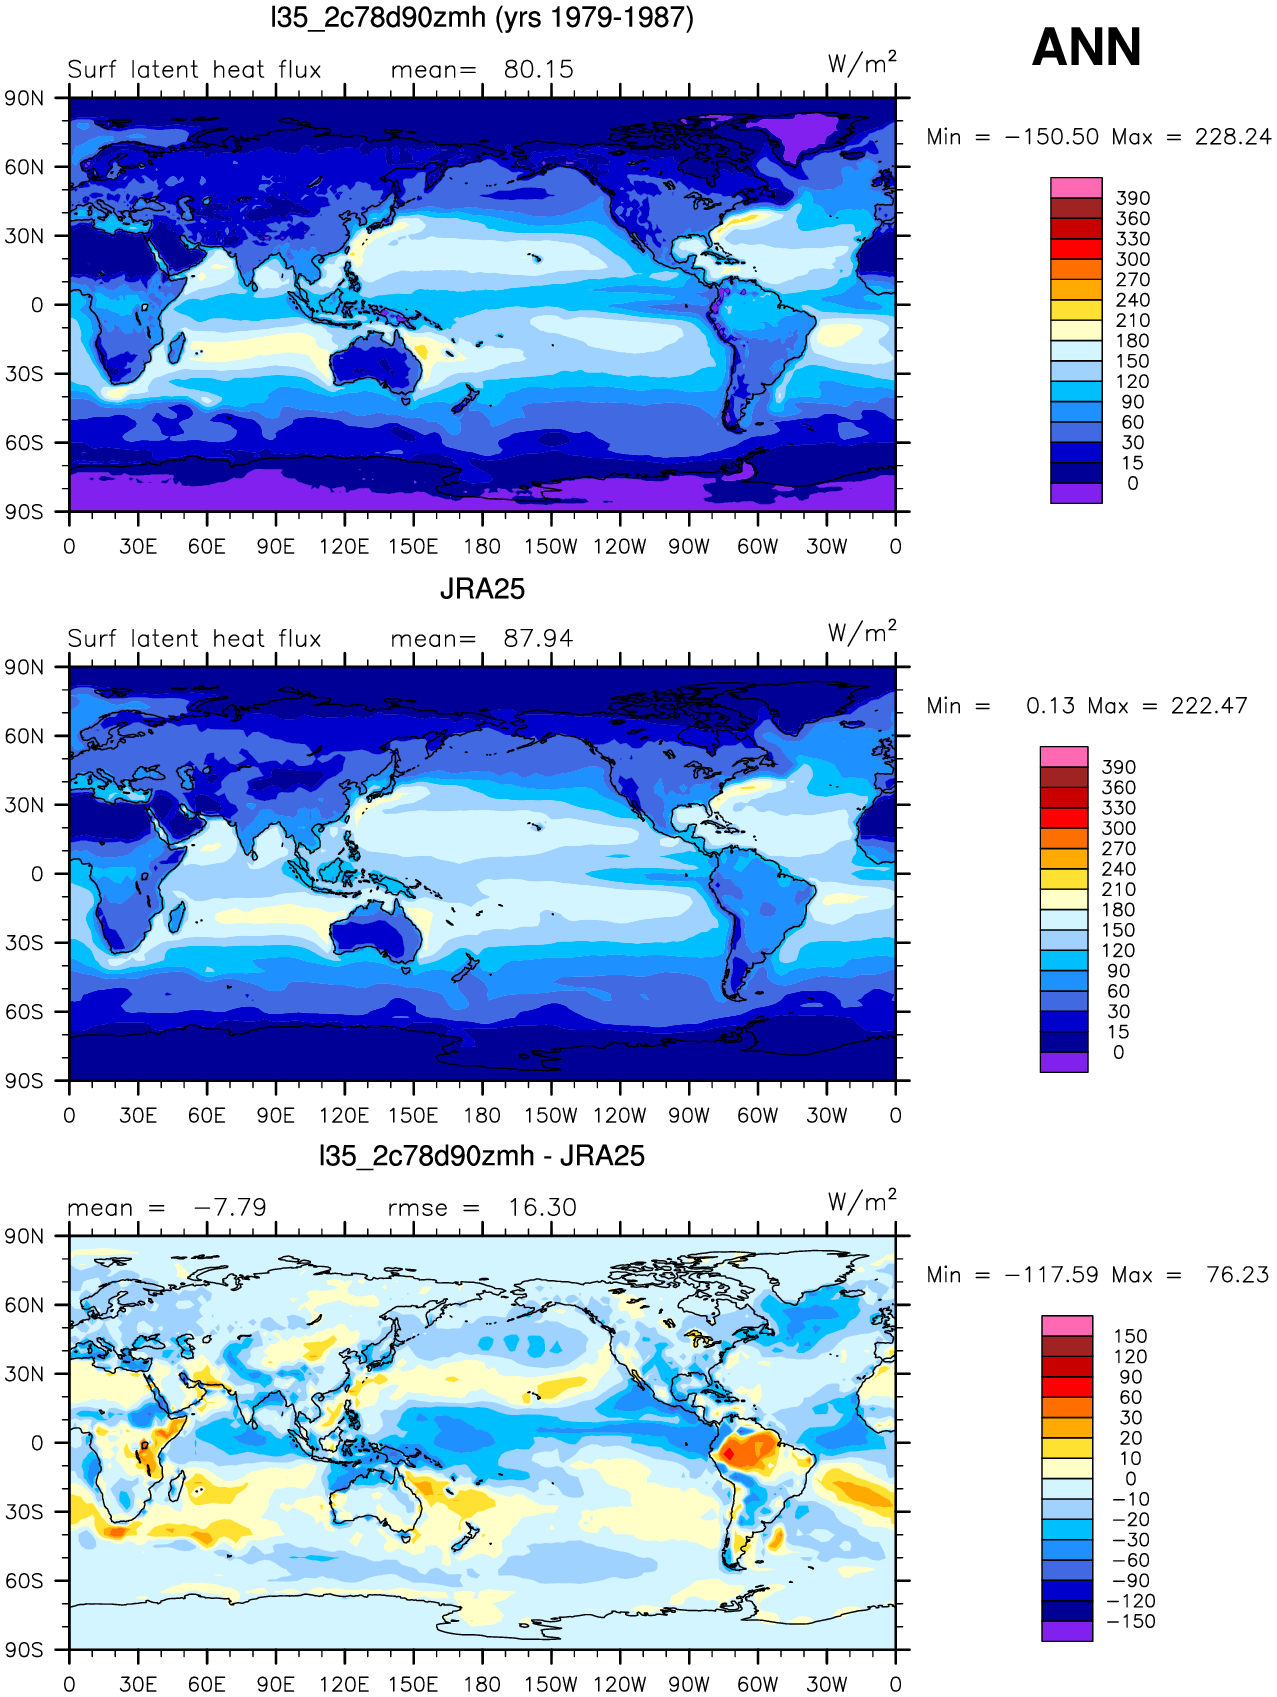 l35_2c78d90zmh (yrs 1979-1987)
ANN
Surf latent heat flux mean= 80.15 W/m²
Min = −150.50 Max = 228.24
90N
60N
30N
0
30S
60S
90S
0 30E 60E 90E 120E 150E 180 150W 120W 90W 60W 30W 0
390
360
330
300
270
240
210
180
150
120
90
60
30
15
0
JRA25
Surf latent heat flux mean= 87.94 W/m²
Min = 0.13 Max = 222.47
90N
60N
30N
0
30S
60S
90S
0 30E 60E 90E 120E 150E 180 150W 120W 90W 60W 30W 0
390
360
330
300
270
240
210
180
150
120
90
60
30
15
0
l35_2c78d90zmh - JRA25
mean = −7.79 rmse = 16.30 W/m²
Min = −117.59 Max = 76.23
90N
60N
30N
0
30S
60S
90S
0 30E 60E 90E 120E 150E 180 150W 120W 90W 60W 30W 0
150
120
90
60
30
20
10
0
−10
−20
−30
−60
−90
−120
−150